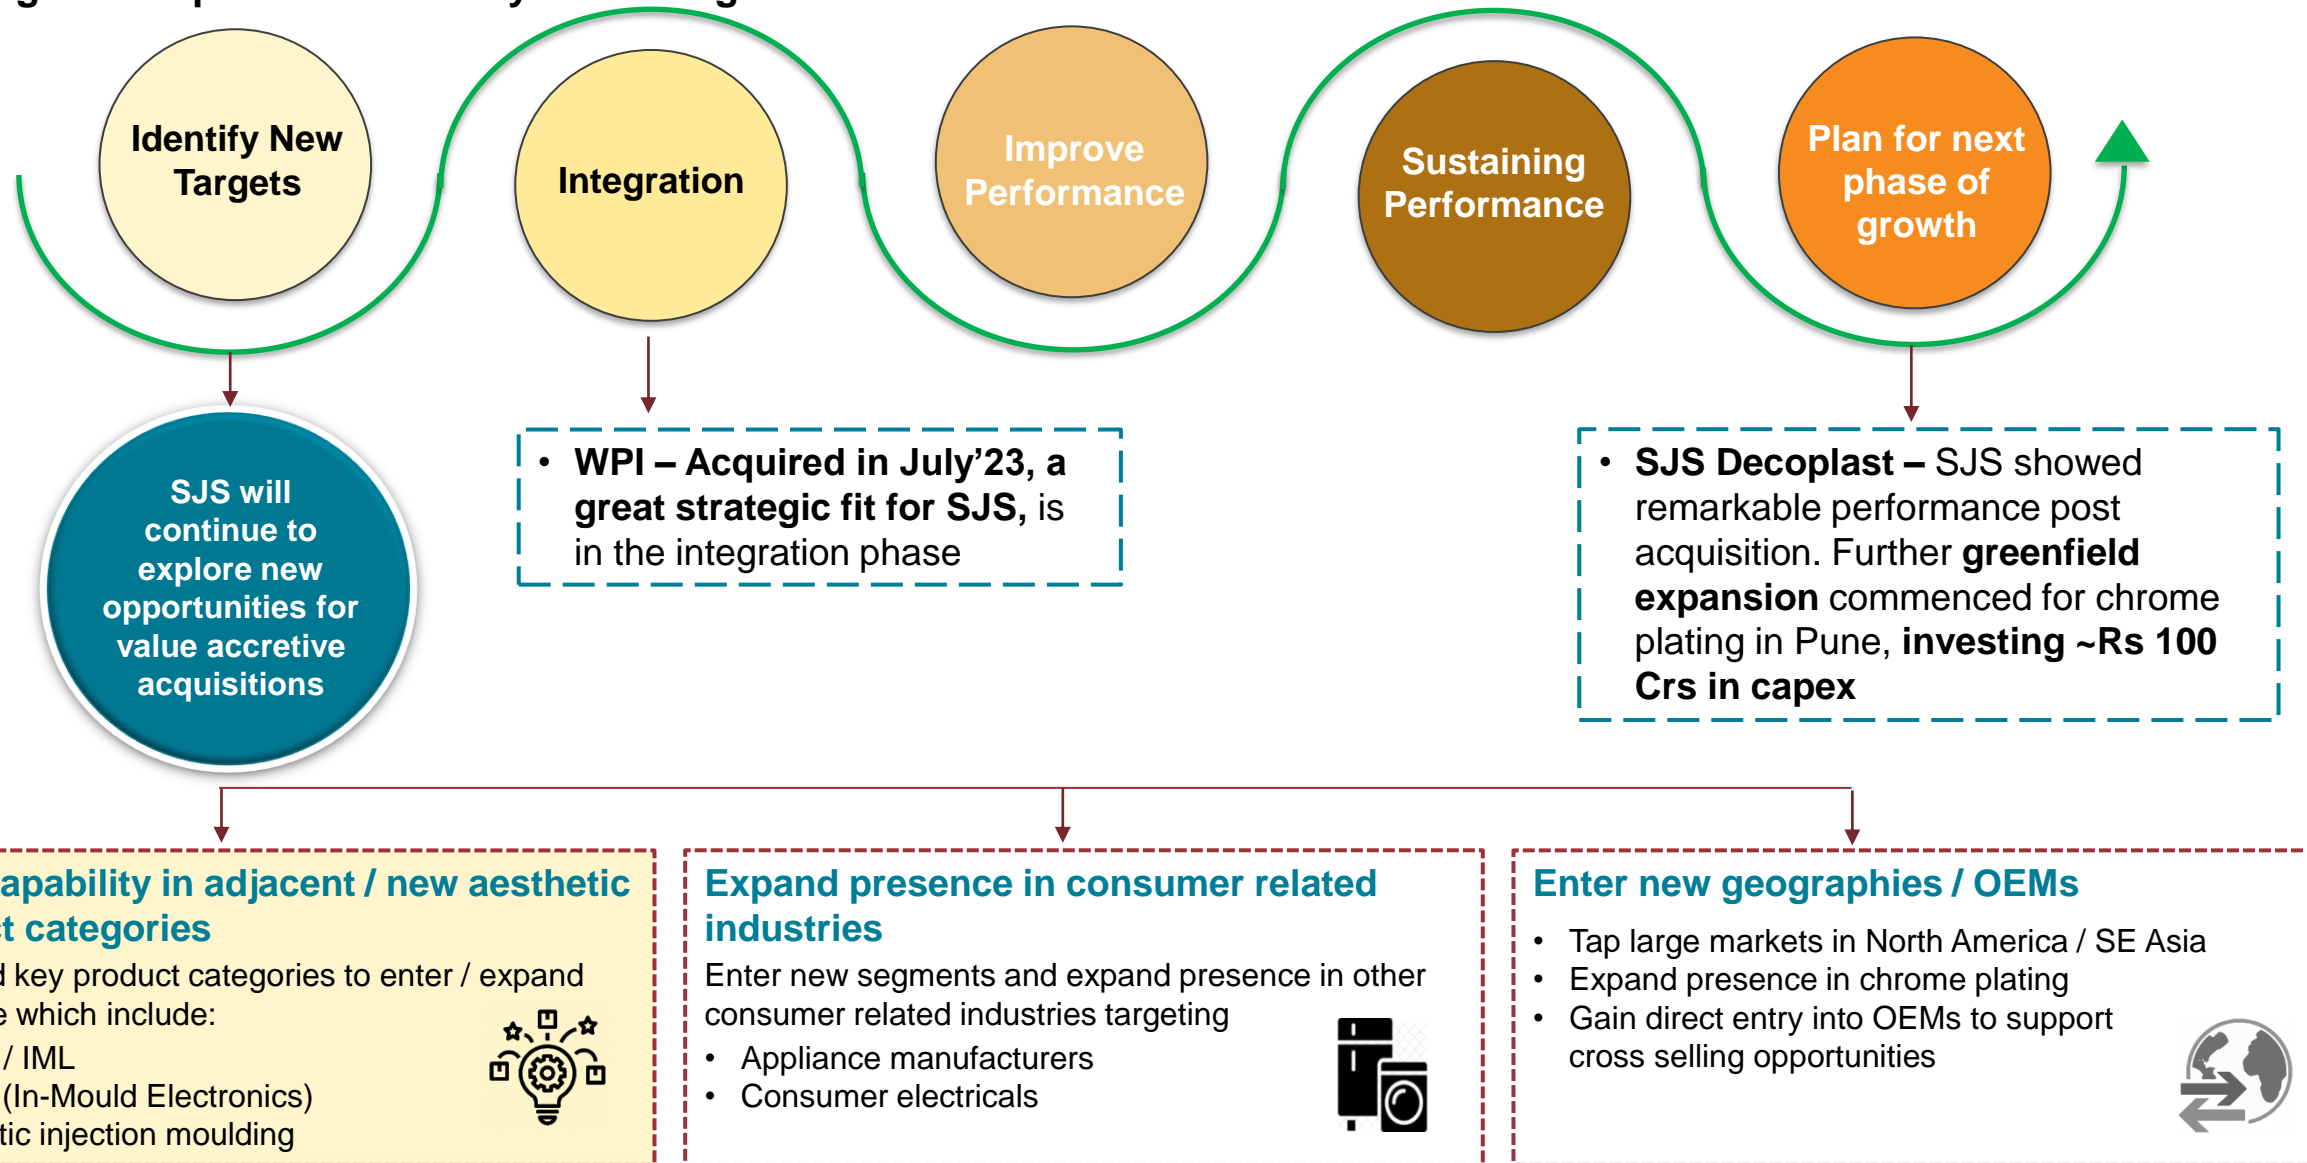 Identify New
Targets
Integration
Improve
Performance
Sustaining
Performance
Plan for next
phase of
growth
SJS will
continue to
explore new
opportunities for
value accretive
acquisitions
• WPI – Acquired in July’23, a
great strategic fit for SJS, is
in the integration phase
• SJS Decoplast – SJS showed
remarkable performance post
acquisition. Further greenfield
expansion commenced for chrome
plating in Pune, investing ~Rs 100
Crs in capex
apability in adjacent / new aesthetic
ct categories
d key product categories to enter / expand
e which include:
/ IML
(In-Mould Electronics)
tic injection moulding
Expand presence in consumer related
industries
Enter new segments and expand presence in other
consumer related industries targeting
• Appliance manufacturers
• Consumer electricals
Enter new geographies / OEMs
• Tap large markets in North America / SE Asia
• Expand presence in chrome plating
• Gain direct entry into OEMs to support
cross selling opportunities